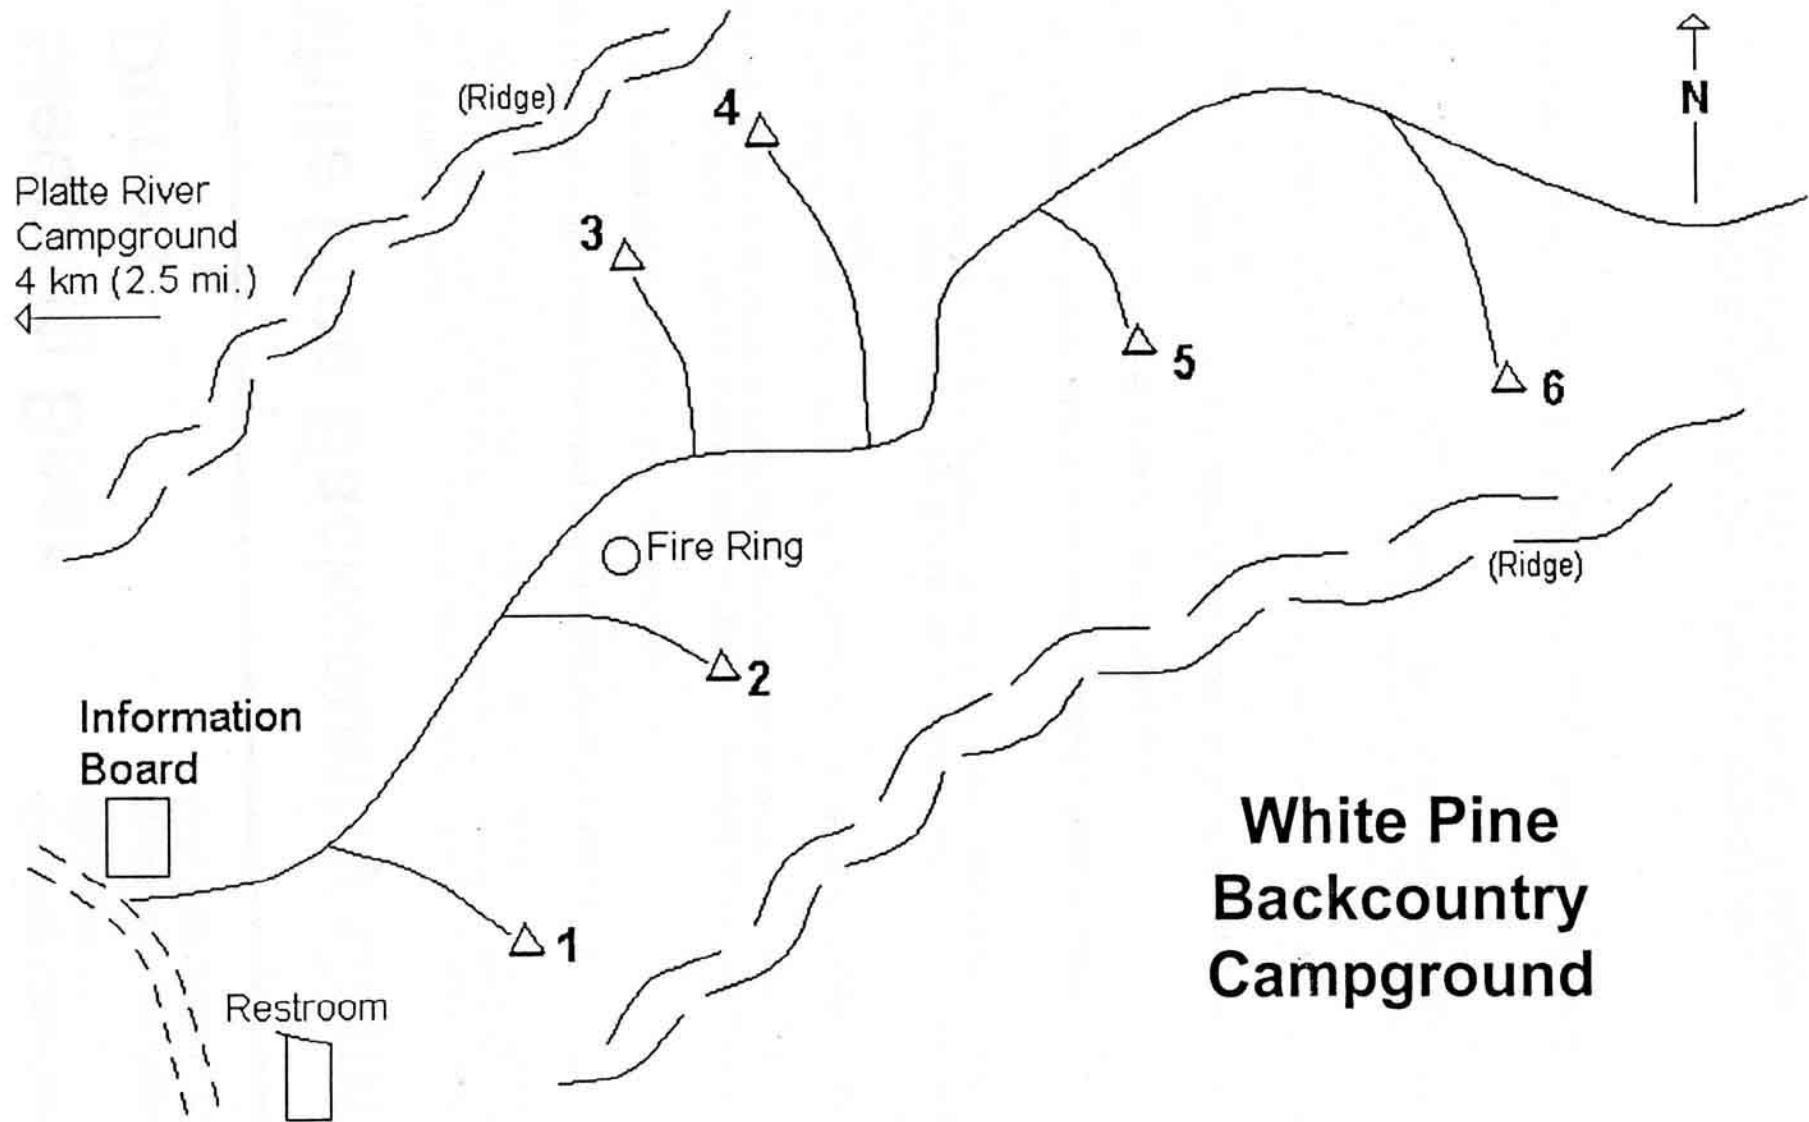 (Ridge)
4
N
Platte River
Campground
4 km (2.5 mi.)
3
5
6
Fire Ring
(Ridge)
2
Information
Board
White Pine
Backcountry
Campground
1
Restroom